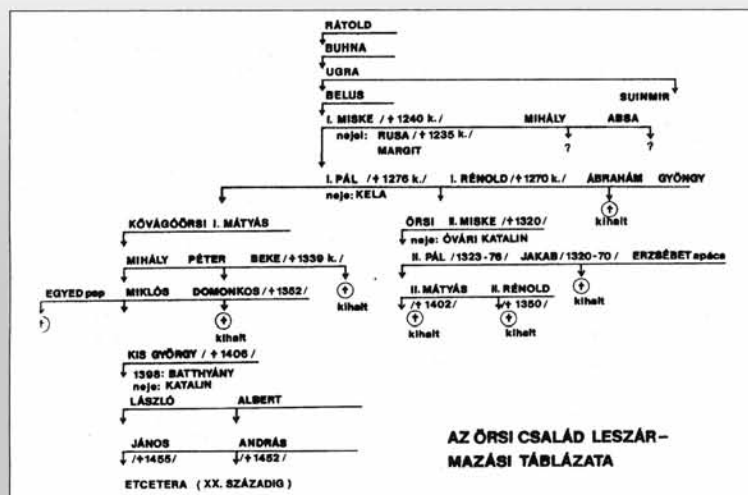 RÁTOLD
BUHNA
UGRA
BELUS SUINMIR
I. MISKE /✝1240 k./ MIHÁLY ABSA
nejei: RUSA /✝1235 k./ ? ?
MARGIT
I. PÁL /✝1276 k./ I. RÉNOLD /✝1270 k./ ÁBRAHÁM GYÖNGY
neje: KELA
kihalt
KŐVÁGÓÖRSI I. MÁTYÁS ÖRSI II. MISKE /✝1320/
neje: ÓVÁRI KATALIN
MIHÁLY PÉTER BEKE /✝1339 k./ II. PÁL /1323-76/ JAKAB /1320-70/ ERZSÉBET apáca
EGYED pap MIKLÓS DOMONKOS /✝1352/ II. MÁTYÁS II. RÉNOLD
/✝1402/ /✝1350/
kihalt kihalt kihalt kihalt kihalt
KIS GYÖRGY /✝1406/
1398: BATTHYÁNY
neje: KATALIN
LÁSZLÓ ALBERT
JÁNOS ANDRÁS
/✝1455/ /✝1452/
ETCETERA (XX. SZÁZADIG)
AZ ÖRSI CSALÁD LESZÁR-
MAZÁSI TÁBLÁZATA